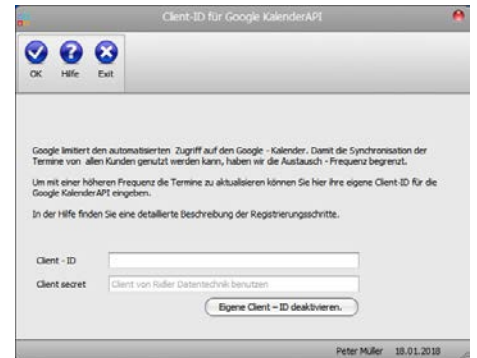 Client-ID für Google KalenderAPI
OK Hilfe Exit
Google limitiert den automatisierten Zugriff auf den Google - Kalender. Damit die Synchronisation der
Termine von allen Kunden genutzt werden kann, haben wir die Austausch - Frequenz begrenzt.
Um mit einer höheren Frequenz die Termine zu aktualisieren können Sie hier ihre eigene Client-ID für die
Google KalenderAPI eingeben.
In der Hilfe finden Sie eine detaillierte Beschreibung der Registrierungsschritte.
Client - ID
Client secret Client von Ridler Datentechnik benutzen
Eigene Client – ID deaktivieren.
Peter Müller 18.01.2018